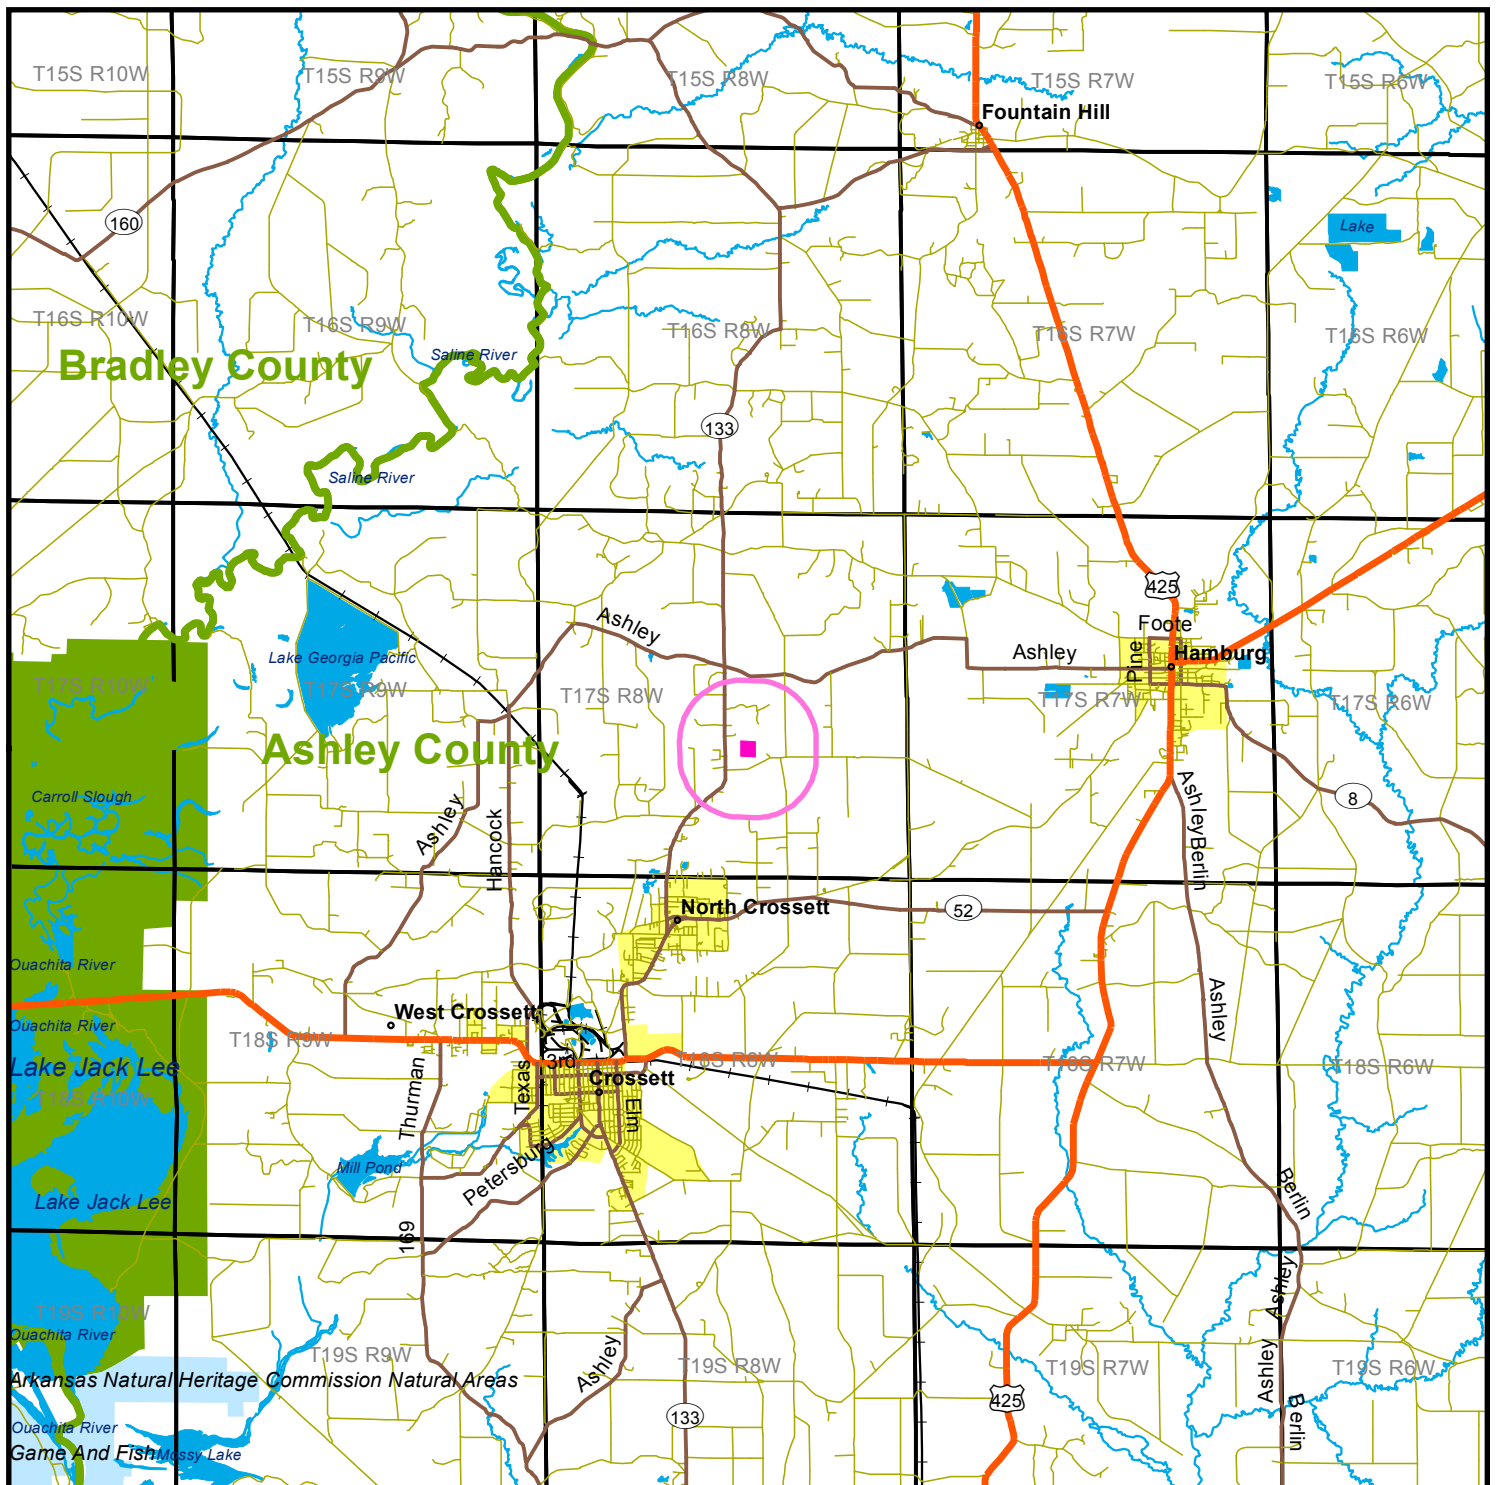 T15S R10W
T15S R9W
T15S R8W
T15S R7W
T15S R6W
Fountain Hill
160
Lake
T16S R10W
T16S R9W
T16S R8W
T16S R7W
T16S R6W
Bradley County
Saline River
133
Saline River
425
Foote
Ashley
Ashley
Pine
Hamburg
Lake Georgia Pacific
T17S R10W
T17S R9W
T17S R8W
T17S R7W
T17S R6W
Ashley County
Carroll Slough
Ashley
Hancock
Ashley
Berlin
8
North Crossett
52
Ouachita River
Ashley
West Crossett
Ouachita River
T18S R9W
3rd
T18S R8W
T18S R7W
T18S R6W
Lake Jack Lee
Crossett
Texas
Thurman
Elm
T18S R10W
Mill Pond
Petersburg
Lake Jack Lee
Berlin
169
Ashley
T19S R10W
Ouachita River
T19S R9W
Ashley
T19S R8W
T19S R7W
Ashley
T19S R6W
Arkansas Natural Heritage Commission Natural Areas
425
133
Berlin
Ouachita River
Game And Fish
Mossy Lake